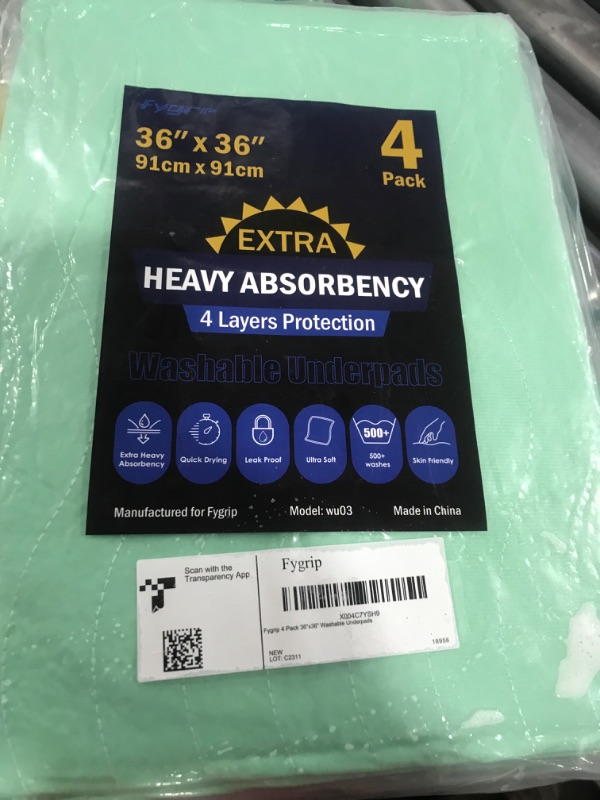 Fygrip
36" x 36"
91cm x 91cm
4
Pack
EXTRA
HEAVY ABSORBENCY
4 Layers Protection
Washable Underpads
Extra Heavy
Absorbency
Quick Drying
Leak Proof
Ultra Soft
500+
500+
washes
Skin Friendly
Manufactured for Fygrip
Model: wu03
Made in China
Scan with the
Transparency App
Fygrip
X004C7YSH9
Fygrip 4 Pack 36"x36" Washable Underpads
NEW
LOT: C2311
18956